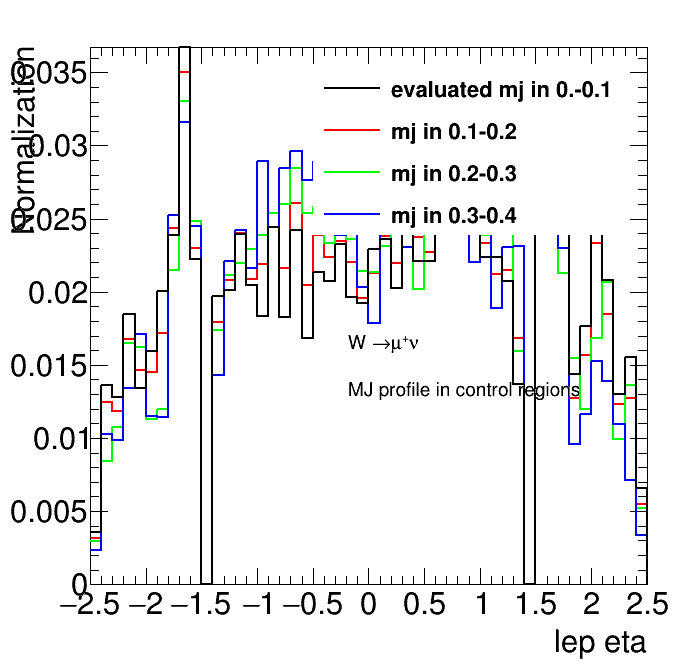 Normalization
0.035
0.03
0.025
0.02
0.015
0.01
0.005
0
evaluated mj in 0.-0.1
mj in 0.1-0.2
mj in 0.2-0.3
mj in 0.3-0.4
W →μ⁺ν
MJ profile in control regions
−2.5 −2 −1.5 −1 −0.5 0 0.5 1 1.5 2 2.5
lep eta